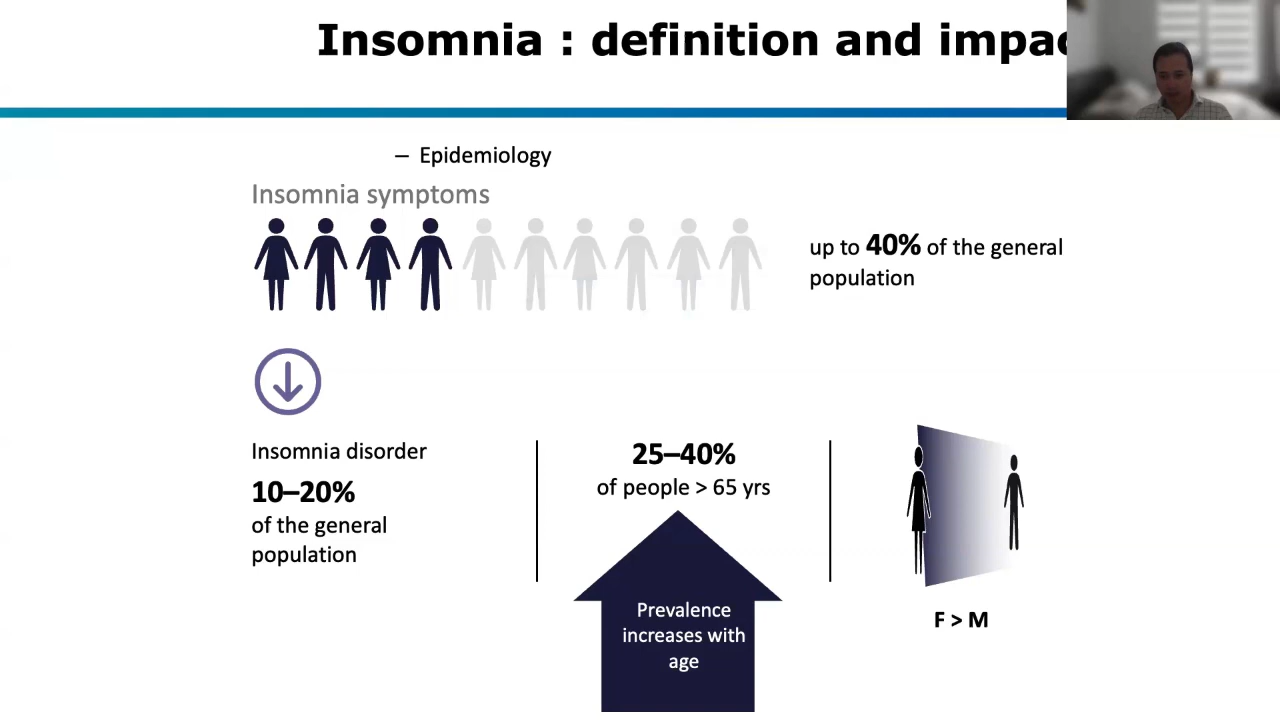 Insomnia : definition and impac
– Epidemiology
Insomnia symptoms
up to 40% of the general
population
Insomnia disorder
10–20%
of the general
population
25–40%
of people > 65 yrs
Prevalence
increases with
age
F > M